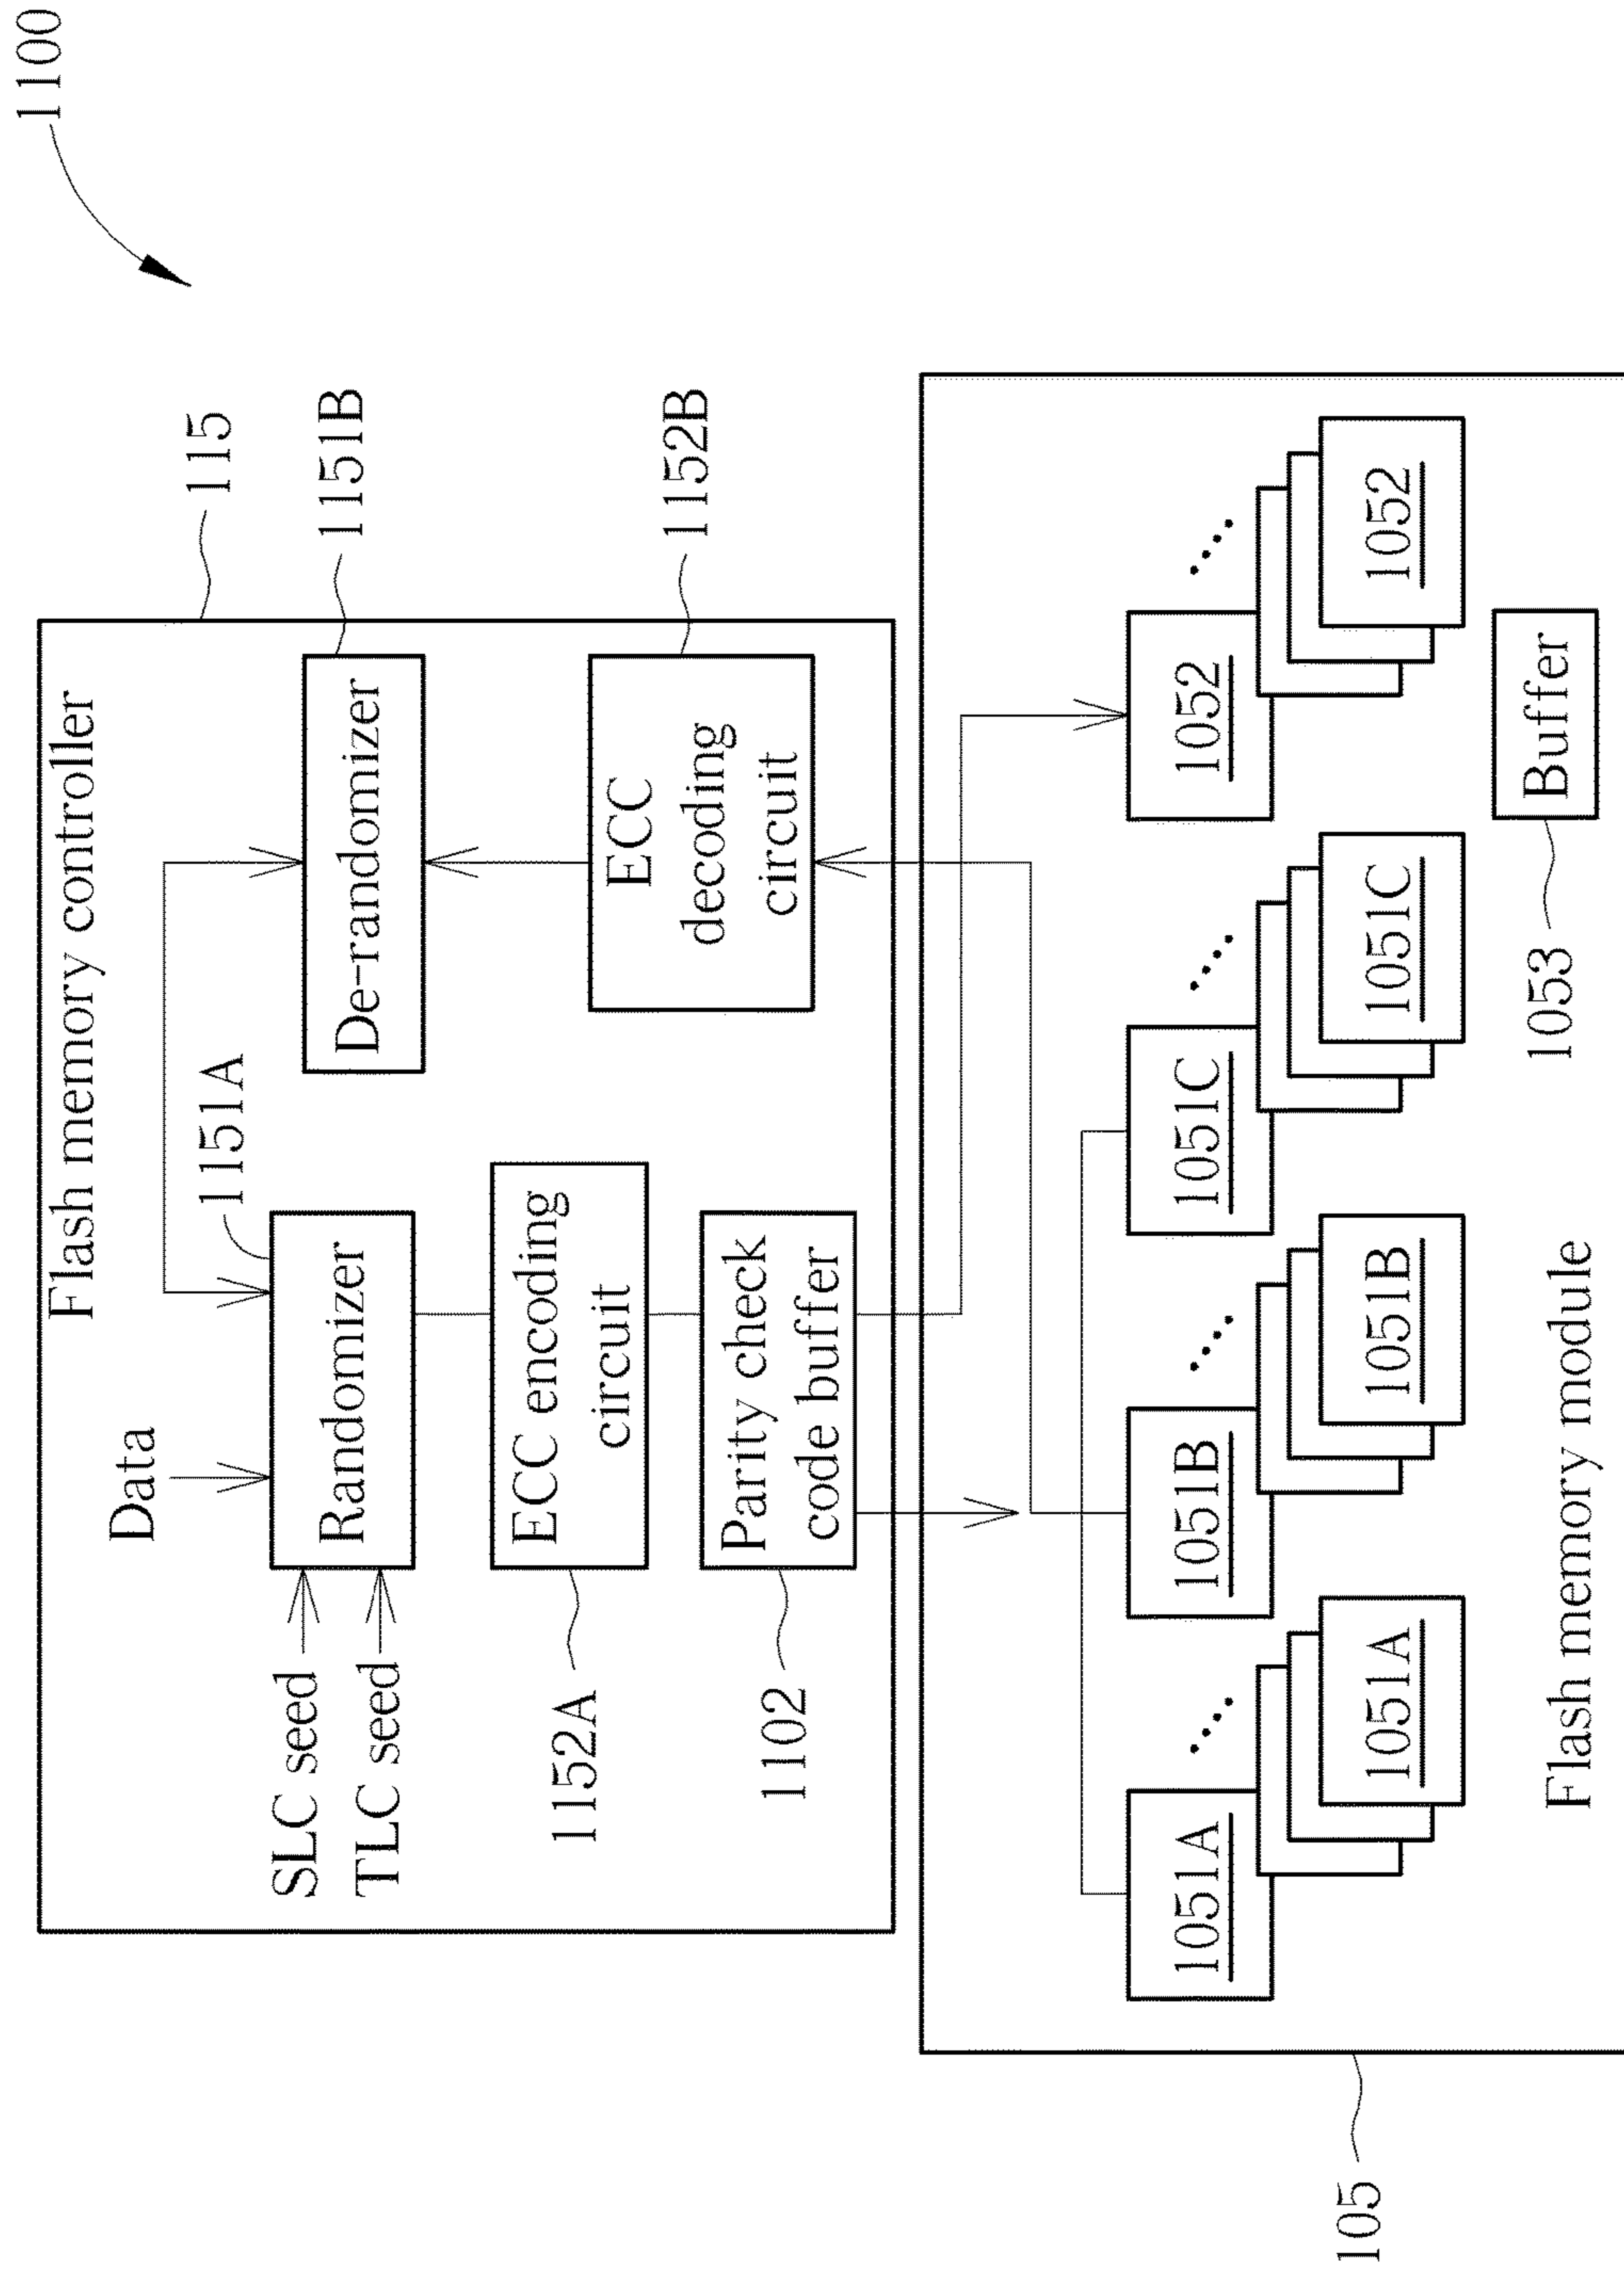 1100
Flash memory controller
115
Data
SLC seed
TLC seed
Randomizer
1151A
De-randomizer
1151B
ECC encoding
circuit
1152A
ECC
decoding
circuit
1152B
Parity check
code buffer
1102
1051A
1051A
1051B
1051B
1051C
1051C
1052
1052
Buffer
1053
Flash memory module
105